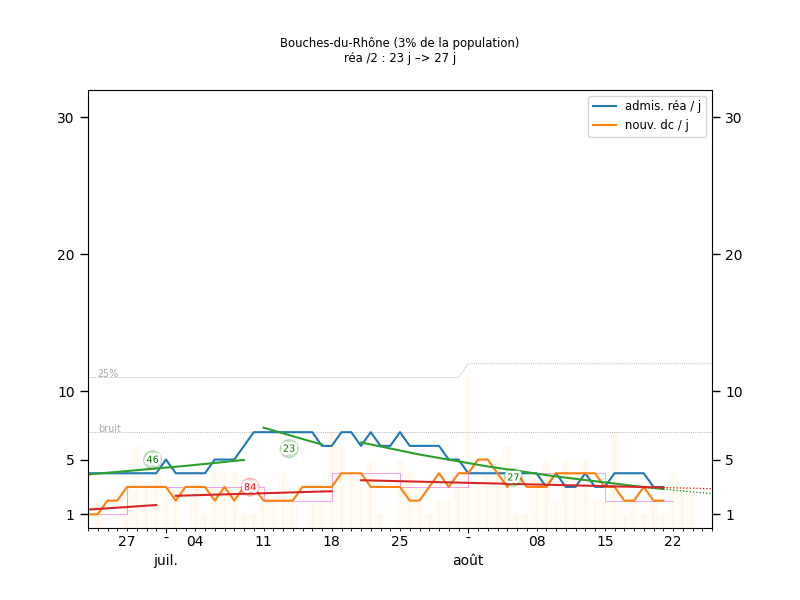 Bouches-du-Rhône (3% de la population)
réa /2 : 23 j –> 27 j
admis. réa / j
nouv. dc / j
30 30
20 20
25%
10 10
bruit
46 23
5 5
27
84
1 1
27 - 04 11 18 25 - 08 15 22
juil. août